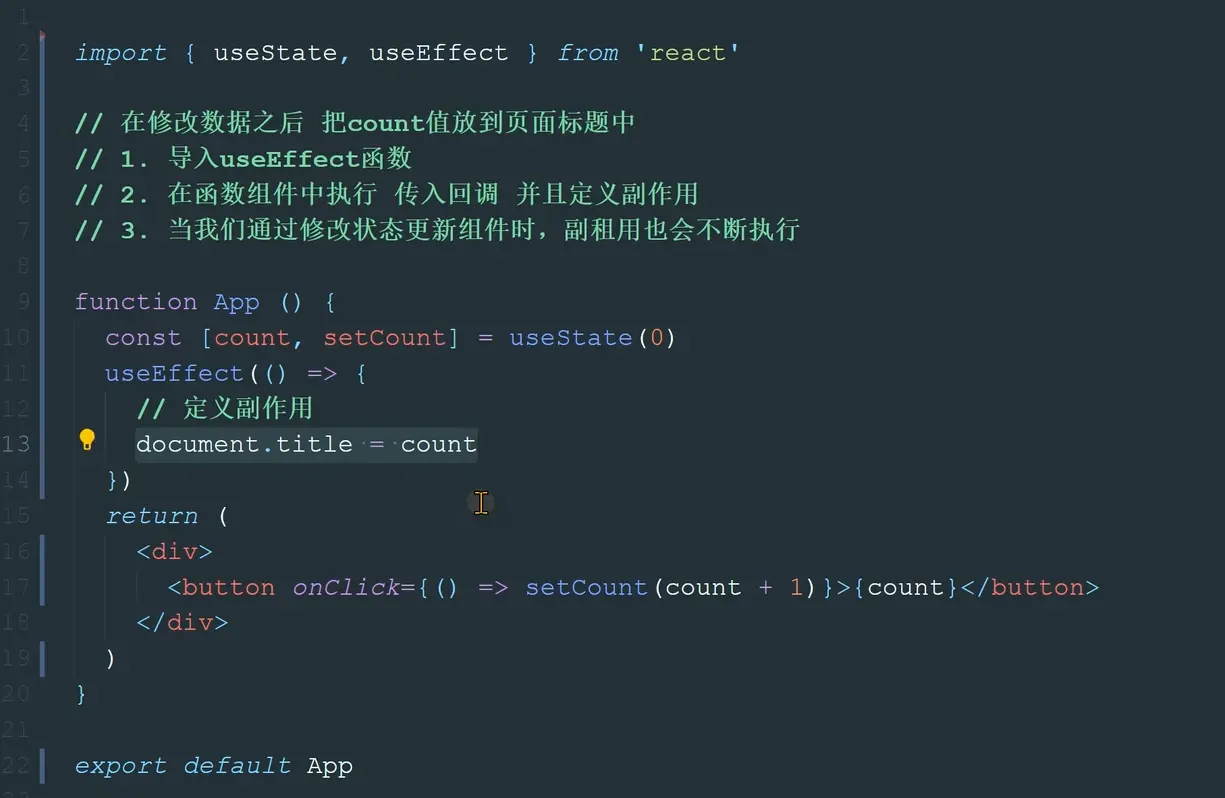 1
2 import { useState, useEffect } from 'react'
3
4 // 在修改数据之后 把count值放到页面标题中
5 // 1. 导入useEffect函数
6 // 2. 在函数组件中执行 传入回调 并且定义副作用
7 // 3. 当我们通过修改状态更新组件时，副租用也会不断执行
8
9 function App () {
10 const [count, setCount] = useState(0)
11 useEffect(() => {
12 // 定义副作用
13 document.title = count
14 })
15 return (
16 <div>
17 <button onClick={() => setCount(count + 1)}>{count}</button>
18 </div>
19 )
20 }
21
22 export default App
23